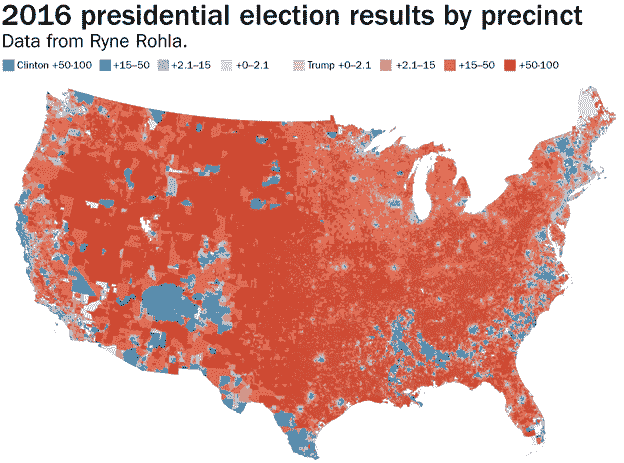 2016 presidential election results by precinct
Data from Ryne Rohla.
Clinton +50-100 +15–50 +2.1–15 +0–2.1 Trump +0–2.1 +2.1–15 +15–50 +50-100